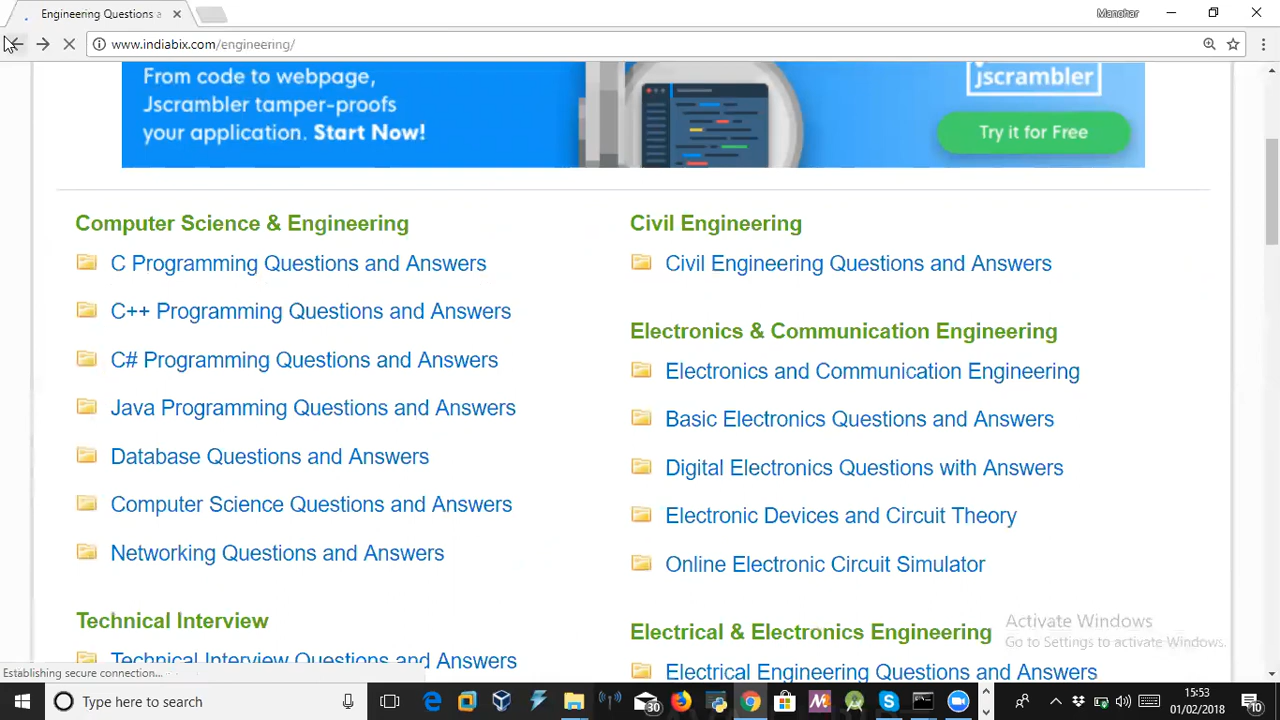 Engineering Questions a
Manohar
www.indiabix.com/engineering/
From code to webpage,
Jscrambler tamper-proofs
your application. Start Now!
jscrambler
Try it for Free
Computer Science & Engineering
C Programming Questions and Answers
C++ Programming Questions and Answers
C# Programming Questions and Answers
Java Programming Questions and Answers
Database Questions and Answers
Computer Science Questions and Answers
Networking Questions and Answers
Technical Interview
Technical Interview Questions and Answers
Civil Engineering
Civil Engineering Questions and Answers
Electronics & Communication Engineering
Electronics and Communication Engineering
Basic Electronics Questions and Answers
Digital Electronics Questions with Answers
Electronic Devices and Circuit Theory
Online Electronic Circuit Simulator
Electrical & Electronics Engineering
Electrical Engineering Questions and Answers
Activate Windows
Go to Settings to activate Windows.
Establishing secure connection...
Type here to search
30
15:53
01/02/2018
10